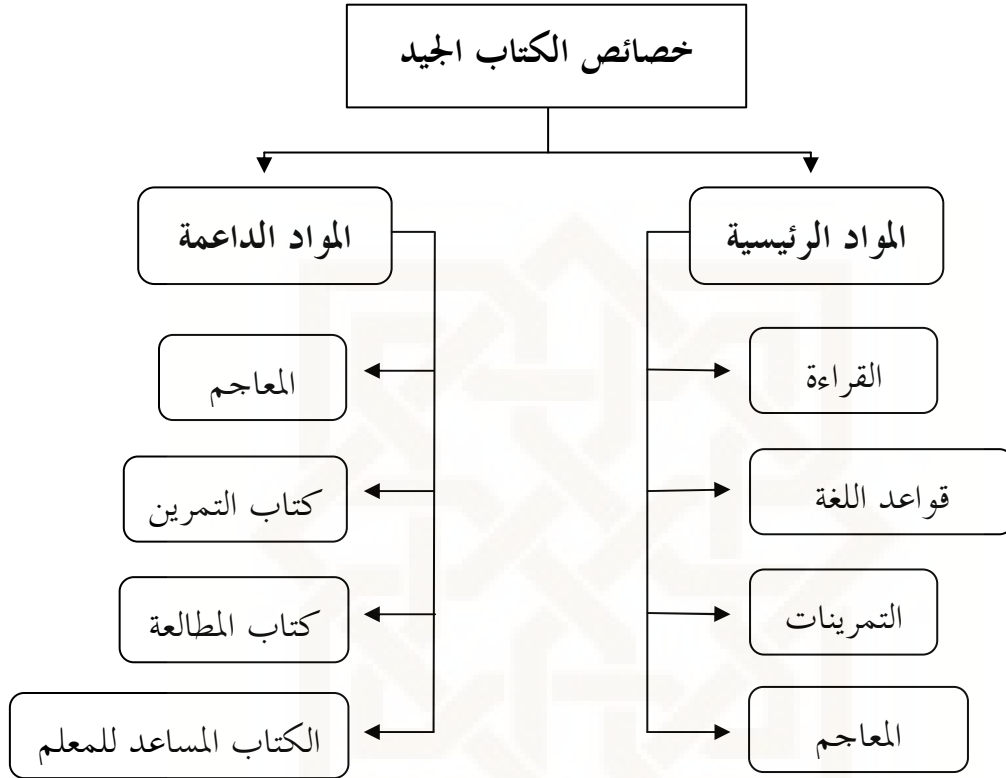 خصائص الكتاب الجيد
المواد الرئيسية
القراءة
قواعد اللغة
التمرينات
المعاجم
المواد الداعمة
المعاجم
كتاب التمرين
كتاب المطالعة
الكتاب المساعد للمعلم